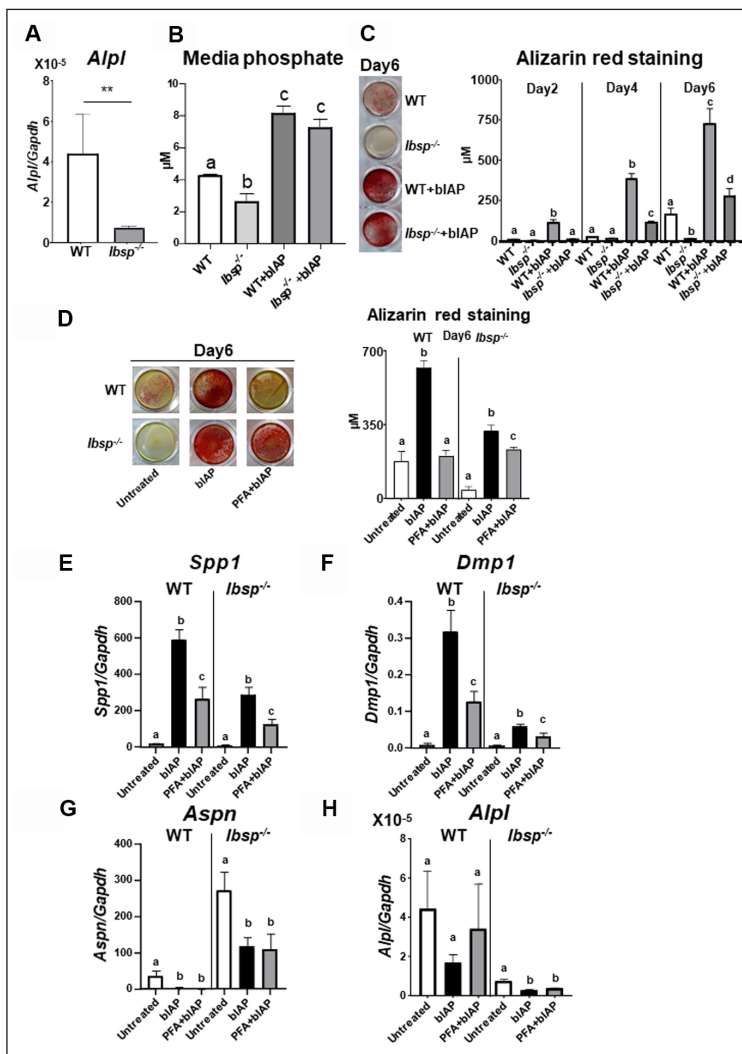 A
X10-5 Alpl
**
8
6
4
2
0
Alpl/Gapdh
WT Ibsp-/-
B
Media phosphate
10
8
6
4
2
0
µM
a b c c
WT Ibsp-/- WT+bIAP Ibsp-/-+bIAP
C
Day6
WT
Ibsp-/-
WT+bIAP
Ibsp-/-+bIAP
Alizarin red staining
Day2 Day4 Day6
1000
750
500
250
0
µM
a a b a a a b c a b c d
WT Ibsp-/- WT+bIAP Ibsp-/-+bIAP WT Ibsp-/- WT+bIAP Ibsp-/-+bIAP WT Ibsp-/- WT+bIAP Ibsp-/-+bIAP
D
Day6
WT
Ibsp-/-
Untreated bIAP PFA+bIAP
Alizarin red staining
WT Day6 Ibsp-/-
700
350
0
µM
a b a a b c
Untreated bIAP PFA+bIAP Untreated bIAP PFA+bIAP
E
Spp1
WT Ibsp-/-
800
600
400
200
0
Spp1/Gapdh
a b c a b c
Untreated bIAP PFA+bIAP Untreated bIAP PFA+bIAP
F
Dmp1
WT Ibsp-/-
0.4
0.3
0.2
0.1
0.0
Dmp1/Gapdh
a b c a b c
Untreated bIAP PFA+bIAP Untreated bIAP PFA+bIAP
G
Aspn
WT Ibsp-/-
400
300
200
100
0
Aspn/Gapdh
a b b a b b
Untreated bIAP PFA+bIAP Untreated bIAP PFA+bIAP
H
X10-5 Alpl
WT Ibsp-/-
8
6
4
2
0
Alpl/Gapdh
a a a a b b
Untreated bIAP PFA+bIAP Untreated bIAP PFA+bIAP